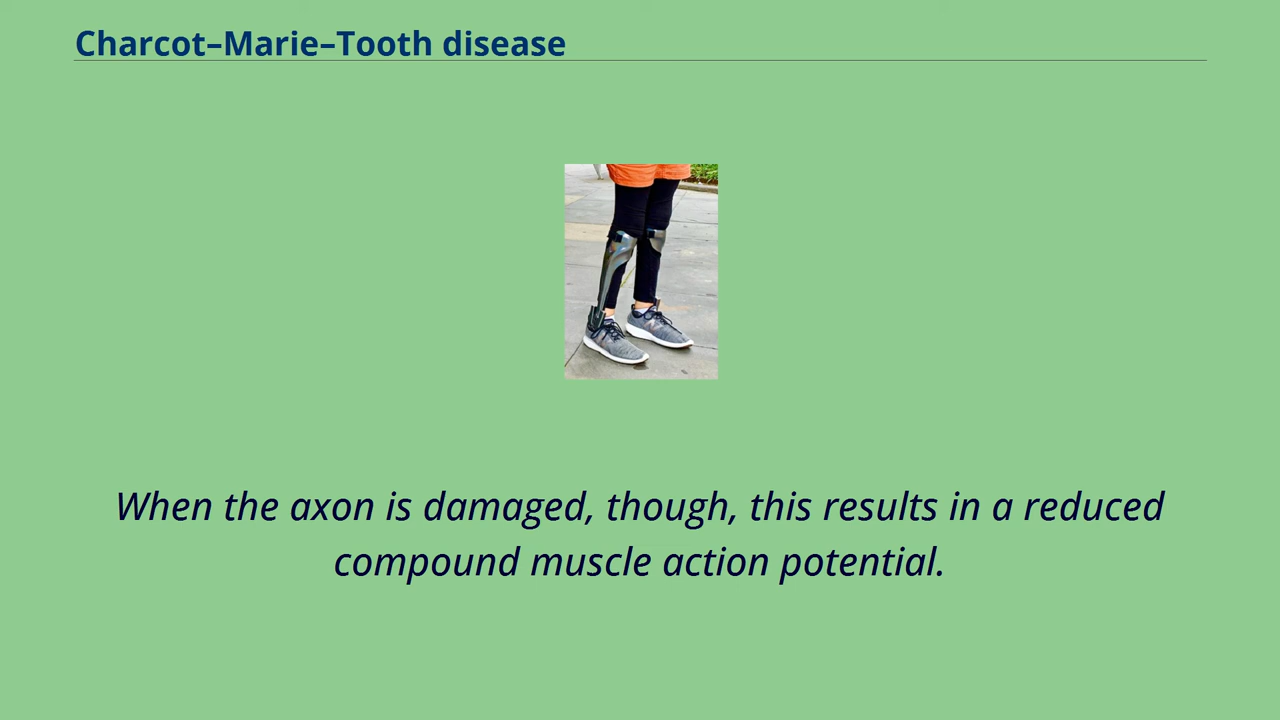 Charcot–Marie–Tooth disease
When the axon is damaged, though, this results in a reduced
compound muscle action potential.